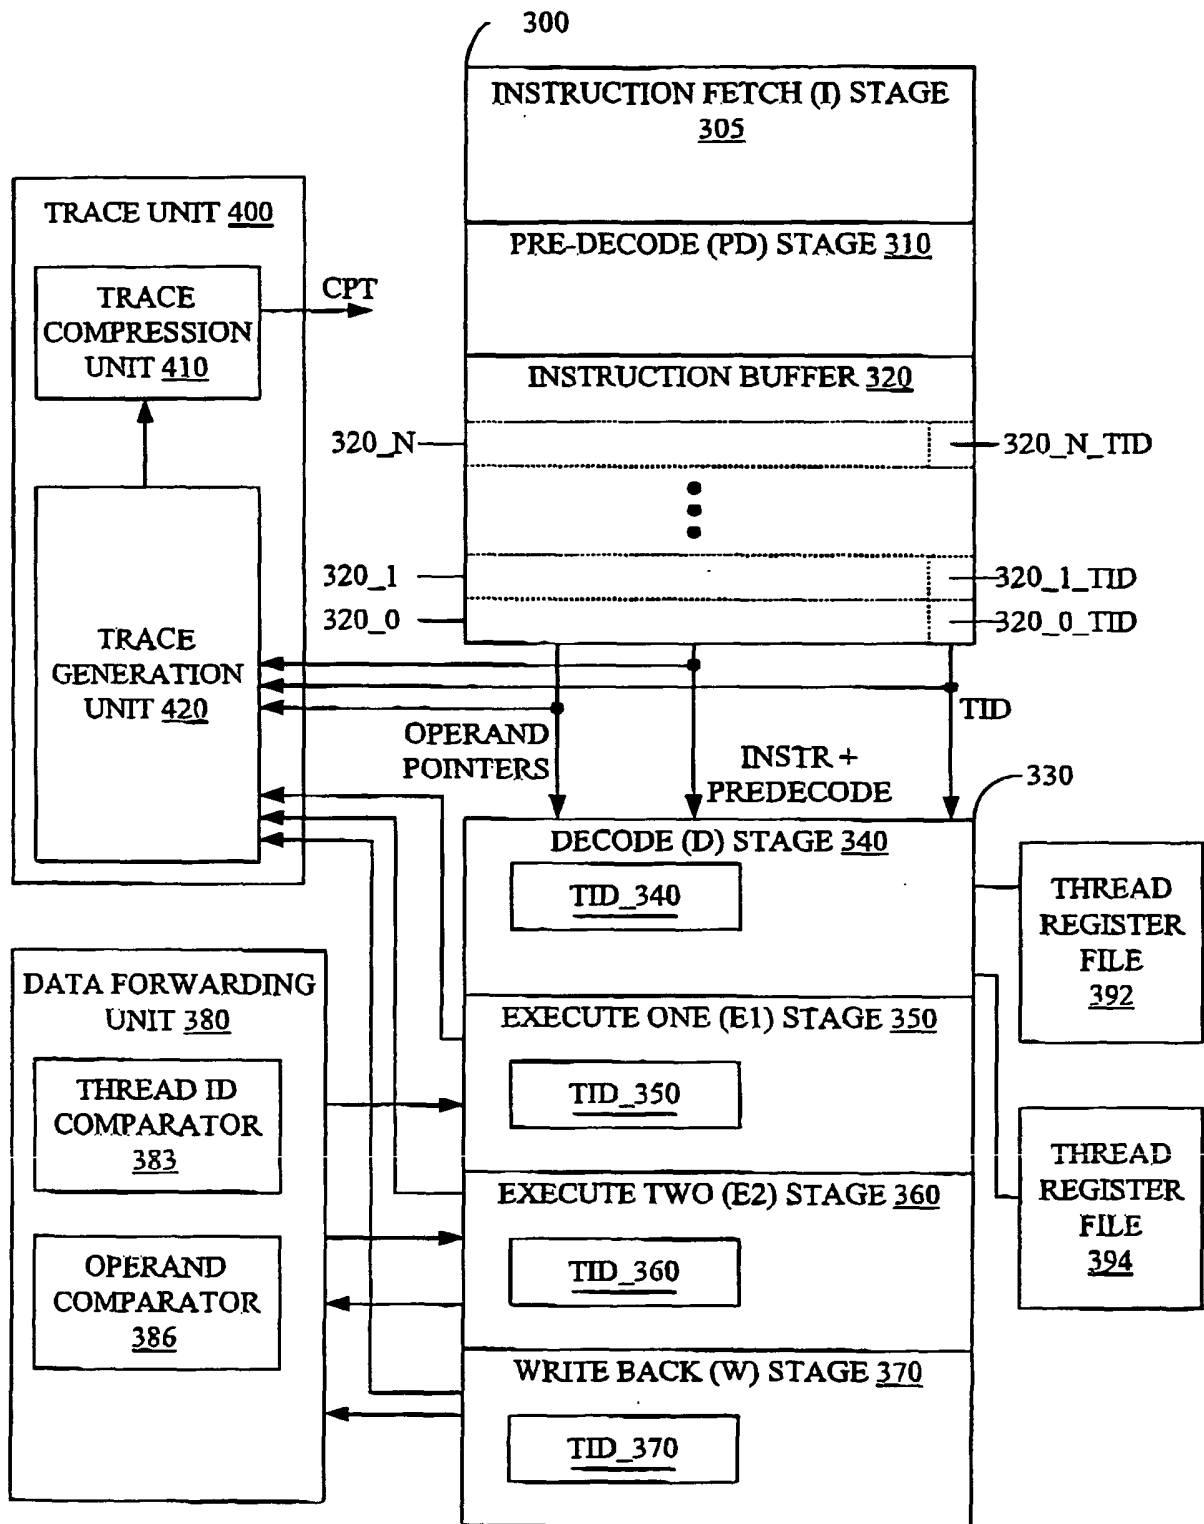 300
INSTRUCTION FETCH (I) STAGE
305
TRACE UNIT 400
PRE-DECODE (PD) STAGE 310
TRACE
COMPRESSION
UNIT 410
CPT
INSTRUCTION BUFFER 320
320_N
320_N_TID
320_1
320_1_TID
320_0
320_0_TID
TRACE
GENERATION
UNIT 420
OPERAND
POINTERS
INSTR +
PREDECODE
TID
330
DECODE (D) STAGE 340
TID_340
THREAD
REGISTER
FILE
392
DATA FORWARDING
UNIT 380
EXECUTE ONE (E1) STAGE 350
THREAD ID
COMPARATOR
383
TID_350
THREAD
REGISTER
FILE
394
EXECUTE TWO (E2) STAGE 360
OPERAND
COMPARATOR
386
TID_360
WRITE BACK (W) STAGE 370
TID_370